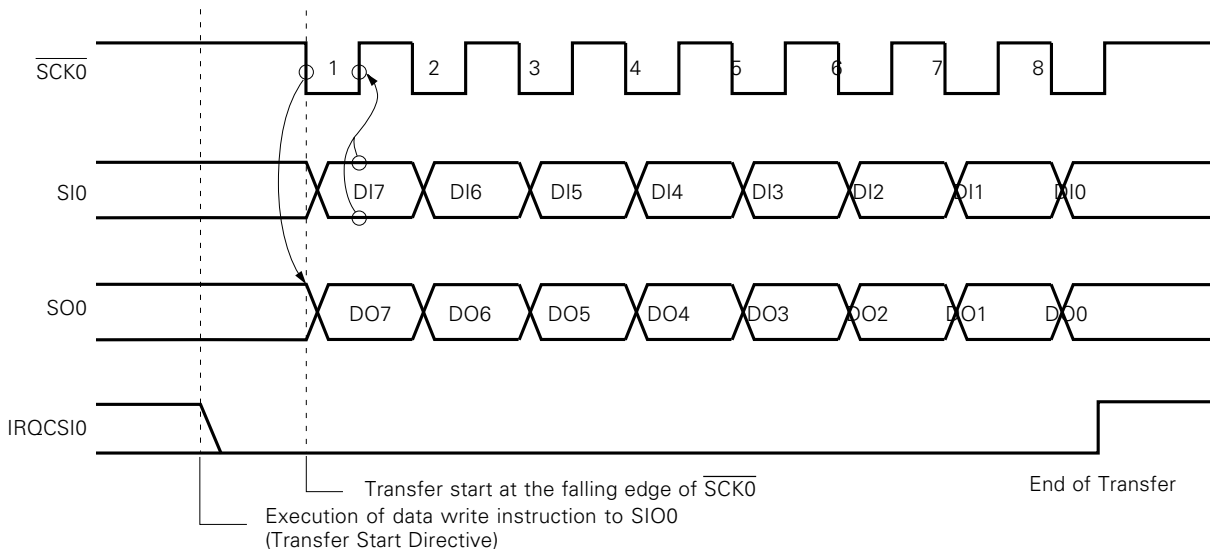 SCK0 1 2 3 4 5 6 7 8
SI0 DI7 DI6 DI5 DI4 DI3 DI2 DI1 DI0
SO0 DO7 DO6 DO5 DO4 DO3 DO2 DO1 DO0
IRQCSI0
Transfer start at the falling edge of SCK0
End of Transfer
Execution of data write instruction to SIO0
(Transfer Start Directive)